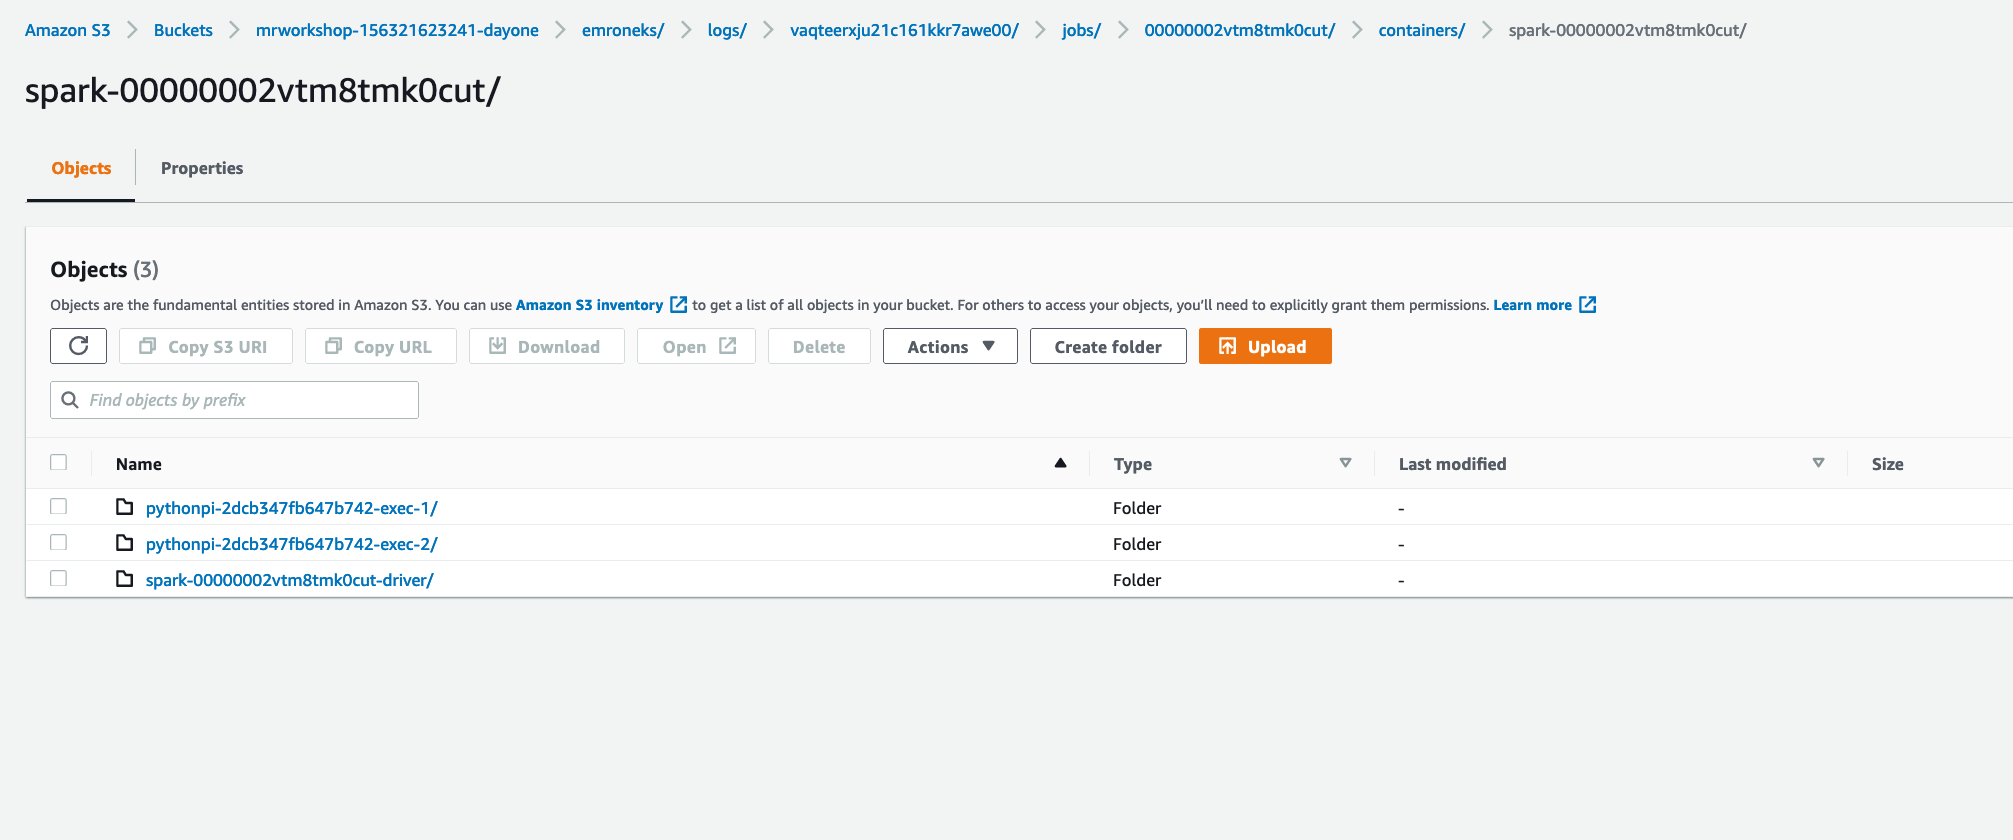 Amazon S3 Buckets mrworkshop-156321623241-dayone emroneks/ logs/ vaqteerxju21c161kkr7awe00/ jobs/ 00000002vtm8tmk0cut/ containers/ spark-00000002vtm8tmk0cut/
spark-00000002vtm8tmk0cut/
Objects Properties
Objects (3)
Objects are the fundamental entities stored in Amazon S3. You can use Amazon S3 inventory to get a list of all objects in your bucket. For others to access your objects, you'll need to explicitly grant them permissions. Learn more
Copy S3 URI Copy URL Download Open Delete Actions Create folder Upload
Find objects by prefix
Name Type Last modified Size
pythonpi-2dcb347fb647b742-exec-1/ Folder -
pythonpi-2dcb347fb647b742-exec-2/ Folder -
spark-00000002vtm8tmk0cut-driver/ Folder -